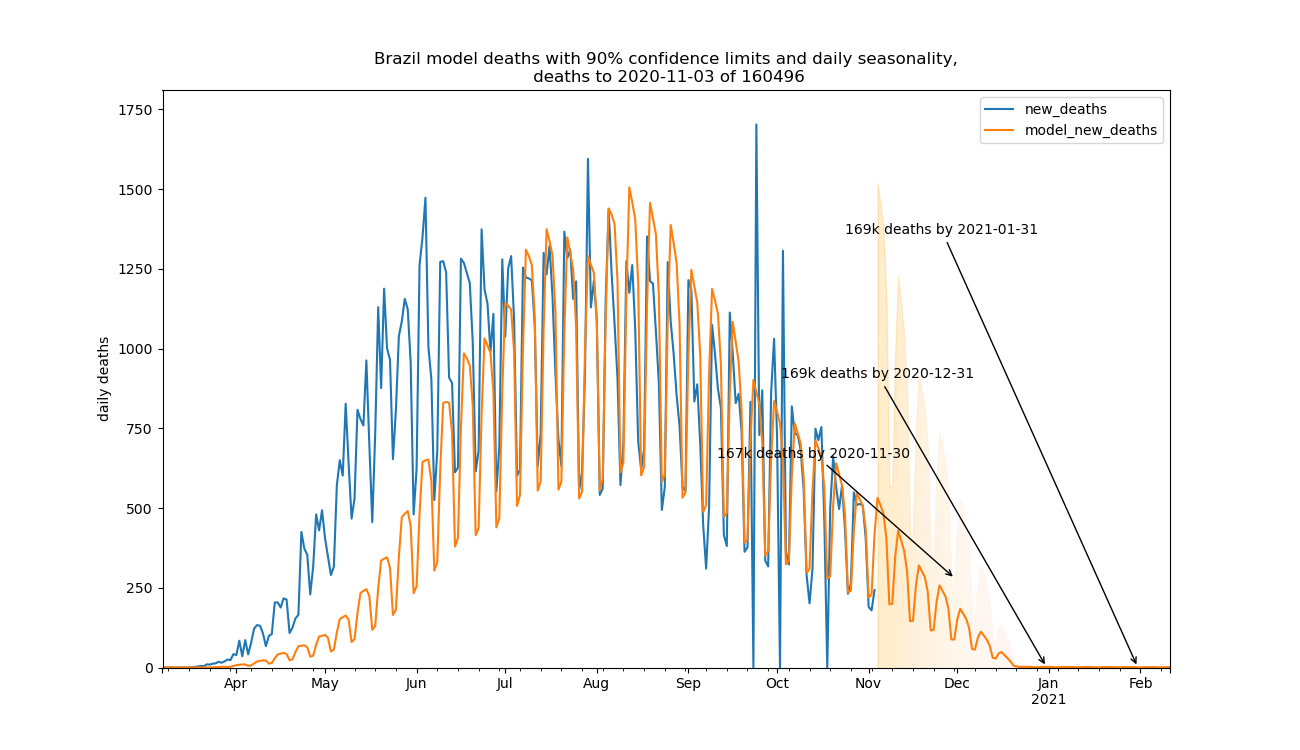 Brazil model deaths with 90% confidence limits and daily seasonality,
deaths to 2020-11-03 of 160496
new_deaths
model_new_deaths
daily deaths
1750
1500
1250
1000
750
500
250
0
169k deaths by 2021-01-31
169k deaths by 2020-12-31
167k deaths by 2020-11-30
Apr May Jun Jul Aug Sep Oct Nov Dec Jan Feb
2021